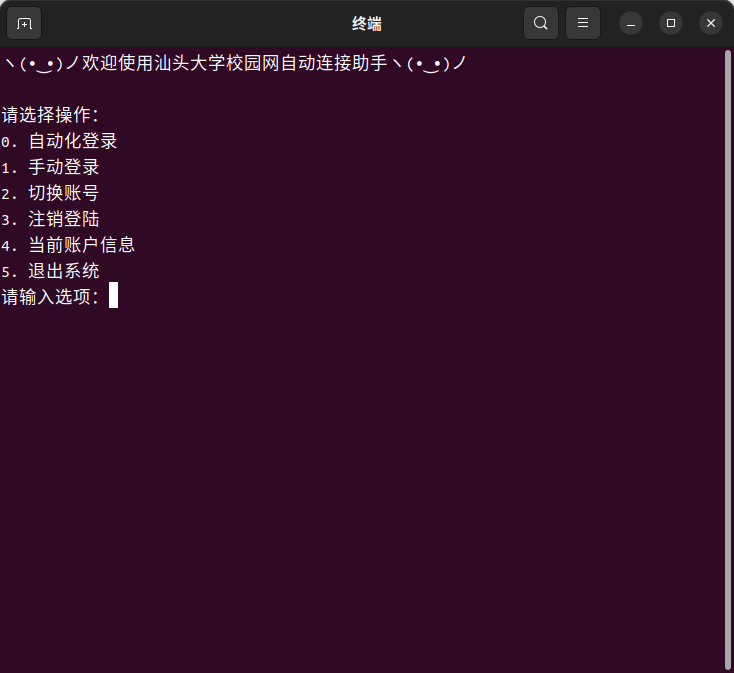 终端
ヽ(•‿•)ノ欢迎使用汕头大学校园网自动连接助手ヽ(•‿•)ノ
请选择操作：
0. 自动化登录
1. 手动登录
2. 切换账号
3. 注销登陆
4. 当前账户信息
5. 退出系统
请输入选项：